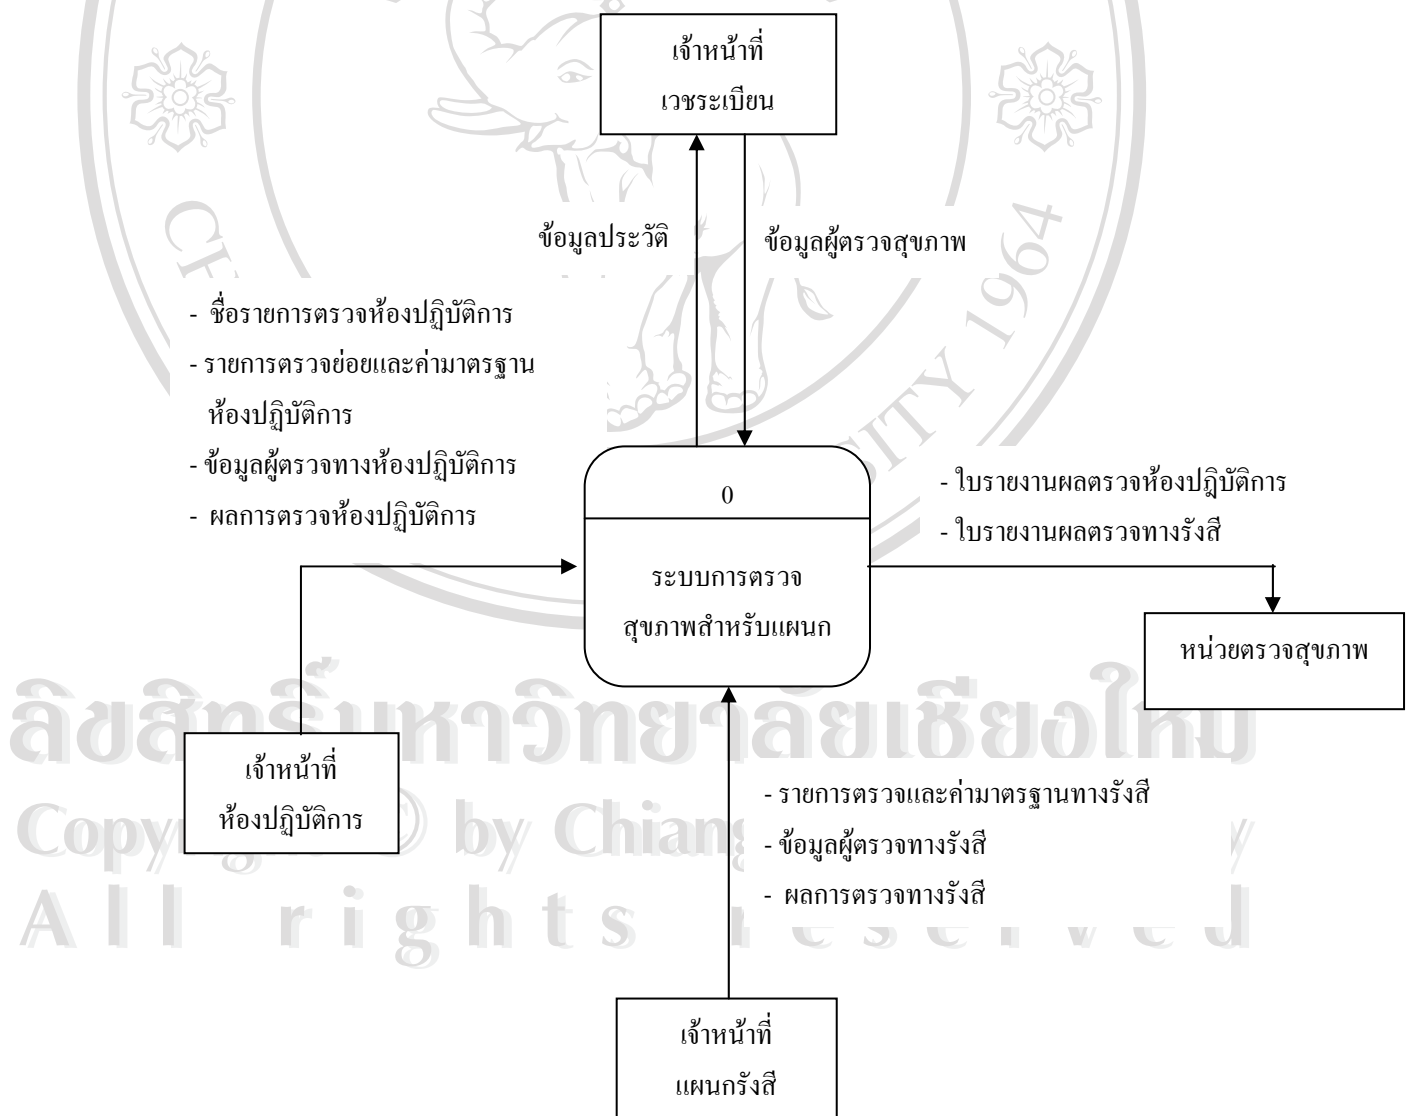 เจ้าหน้าที่
เวชระเบียน
ข้อมูลประวัติ
ข้อมูลผู้ตรวจสุขภาพ
- ชื่อรายการตรวจห้องปฏิบัติการ
- รายการตรวจย่อยและค่ามาตรฐาน
ห้องปฏิบัติการ
- ข้อมูลผู้ตรวจทางห้องปฏิบัติการ
- ผลการตรวจห้องปฏิบัติการ
0
ระบบการตรวจ
สุขภาพสำหรับแผนก
- ใบรายงานผลตรวจห้องปฎิบัติการ
- ใบรายงานผลตรวจทางรังสี
หน่วยตรวจสุขภาพ
เจ้าหน้าที่
ห้องปฏิบัติการ
- รายการตรวจและค่ามาตรฐานทางรังสี
- ข้อมูลผู้ตรวจทางรังสี
- ผลการตรวจทางรังสี
เจ้าหน้าที่
แผนกรังสี
ลิขสิทธิ์มหาวิทยาลัยเชียงใหม่
by Chiang
All rights reserved
1964